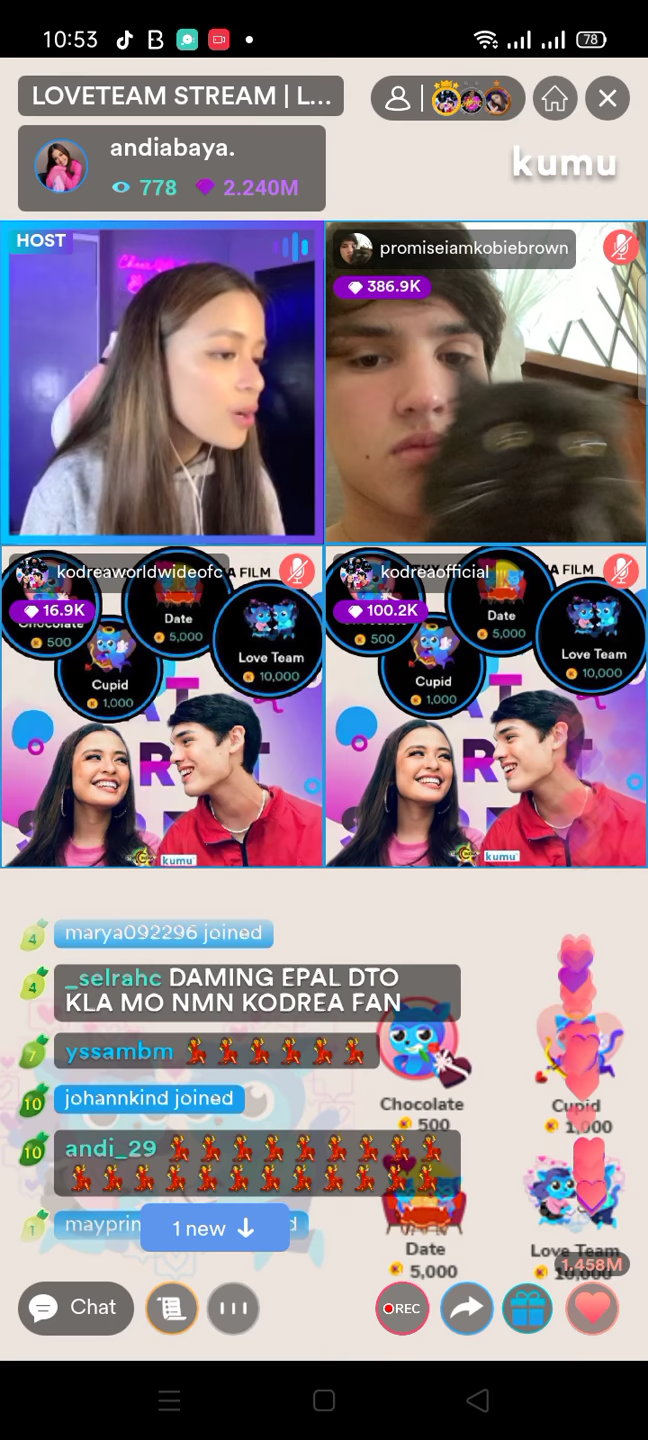 10:53
78
LOVETEAM STREAM | L...
andiabaya.
778
2.240M
kumu
HOST
promiseiamkobiebrown
386.9K
kodreaworldwideofc
A FILM
16.9K
Chocolate
500
Date
5,000
Cupid
1,000
Love Team
10,000
kumu
kodreaofficial
A FILM
100.2K
500
Date
5,000
Cupid
1,000
Love Team
10,000
kumu
4 marya092296 joined
4 _selrahc DAMING EPAL DTO
KLA MO NMN KODREA FAN
7 yssambm
10 johannkind joined
10 andi_29
1 mayprin
1 new
Chocolate
500
Cupid
1,000
Date
5,000
Love Team
10,000
1.458M
Chat
REC